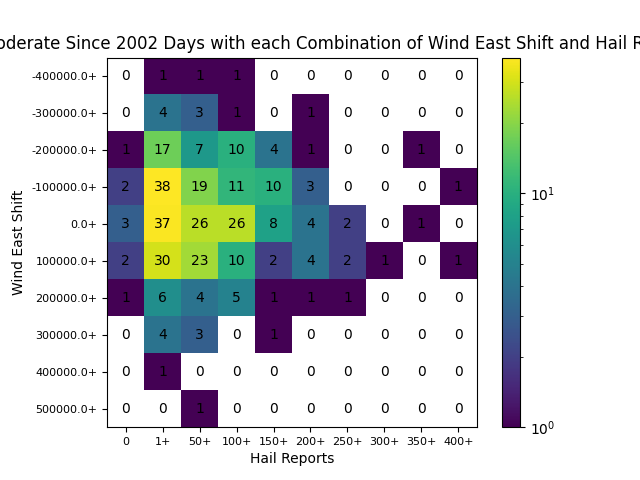 oderate Since 2002 Days with each Combination of Wind East Shift and Hail R
-400000.0+ 0 1 1 1 0 0 0 0 0 0
-300000.0+ 0 4 3 1 0 1 0 0 0 0
-200000.0+ 1 17 7 10 4 1 0 0 1 0
-100000.0+ 2 38 19 11 10 3 0 0 0 1
0.0+ 3 37 26 26 8 4 2 0 1 0
100000.0+ 2 30 23 10 2 4 2 1 0 1
200000.0+ 1 6 4 5 1 1 1 0 0 0
300000.0+ 0 4 3 0 1 0 0 0 0 0
400000.0+ 0 1 0 0 0 0 0 0 0 0
500000.0+ 0 0 1 0 0 0 0 0 0 0
0 1+ 50+ 100+ 150+ 200+ 250+ 300+ 350+ 400+
Hail Reports
Wind East Shift
10¹
10⁰